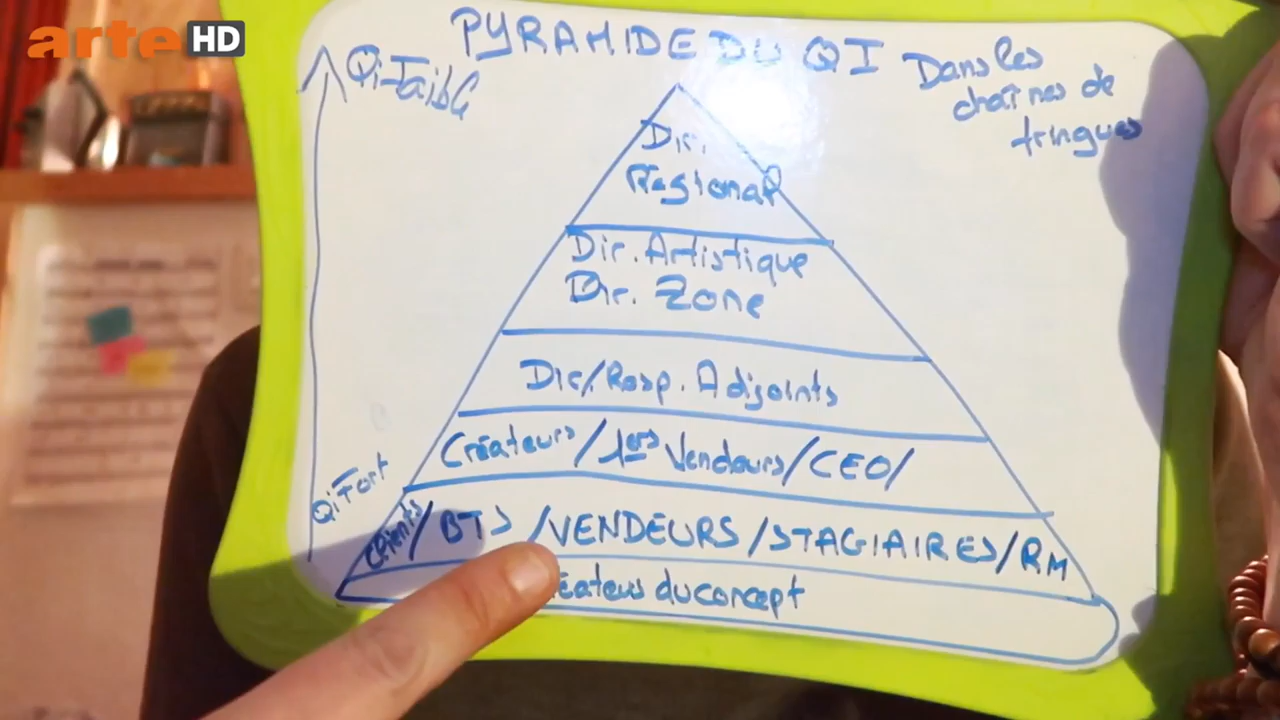 arte HD
PYRAMIDE DU QI
Dans les
chaînes de
fringues
Qi Faible
Dir.
Régional
Dir. Artistique
Dir. Zone
Dir/Resp. Adjoints
Créateurs/1ers Vendeurs/CEO/
Qi Fort
Clients/BTS/VENDEURS/STAGIAIRES/RM
éateurs du concept